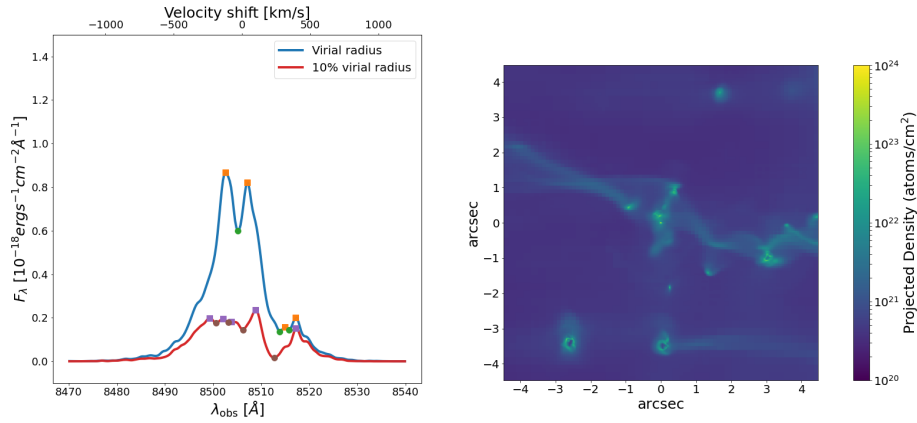 Velocity shift [km/s]
−1000 −500 0 500 1000
1.4
1.2
1.0
0.8
0.6
0.4
0.2
0.0
F_λ [10^-18 ergs^-1 cm^-2 Å^-1]
Virial radius
10% virial radius
8470 8480 8490 8500 8510 8520 8530 8540
λ_obs [Å]
4
3
2
1
0
−1
−2
−3
−4
arcsec
−4 −3 −2 −1 0 1 2 3 4
arcsec
10^24
10^23
10^22
10^21
10^20
Projected Density (atoms/cm^2)